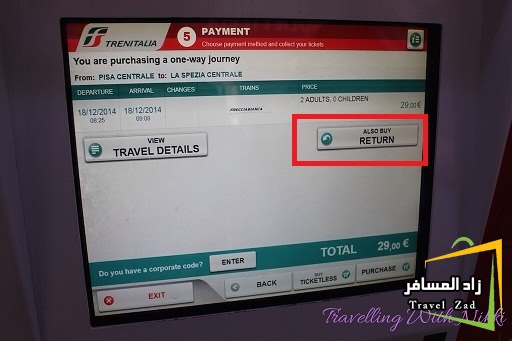 TRENITALIA
5 PAYMENT
Choose payment method and collect your tickets
You are purchasing a one-way journey
From: PISA CENTRALE to: LA SPEZIA CENTRALE
DEPARTURE ARRIVAL CHANGES TRAINS PRICE
2 ADULTS, 0 CHILDREN
18/12/2014 18/12/2014 FRECCIABIANCA 29,00 €
08:25 09:08
VIEW
TRAVEL DETAILS
ALSO BUY
RETURN
TOTAL 29,00 €
Do you have a corporate code? ENTER
EXIT
BACK
BUY
TICKETLESS
PURCHASE
زاد المسافر
Travel Zad
Travelling With Nikki